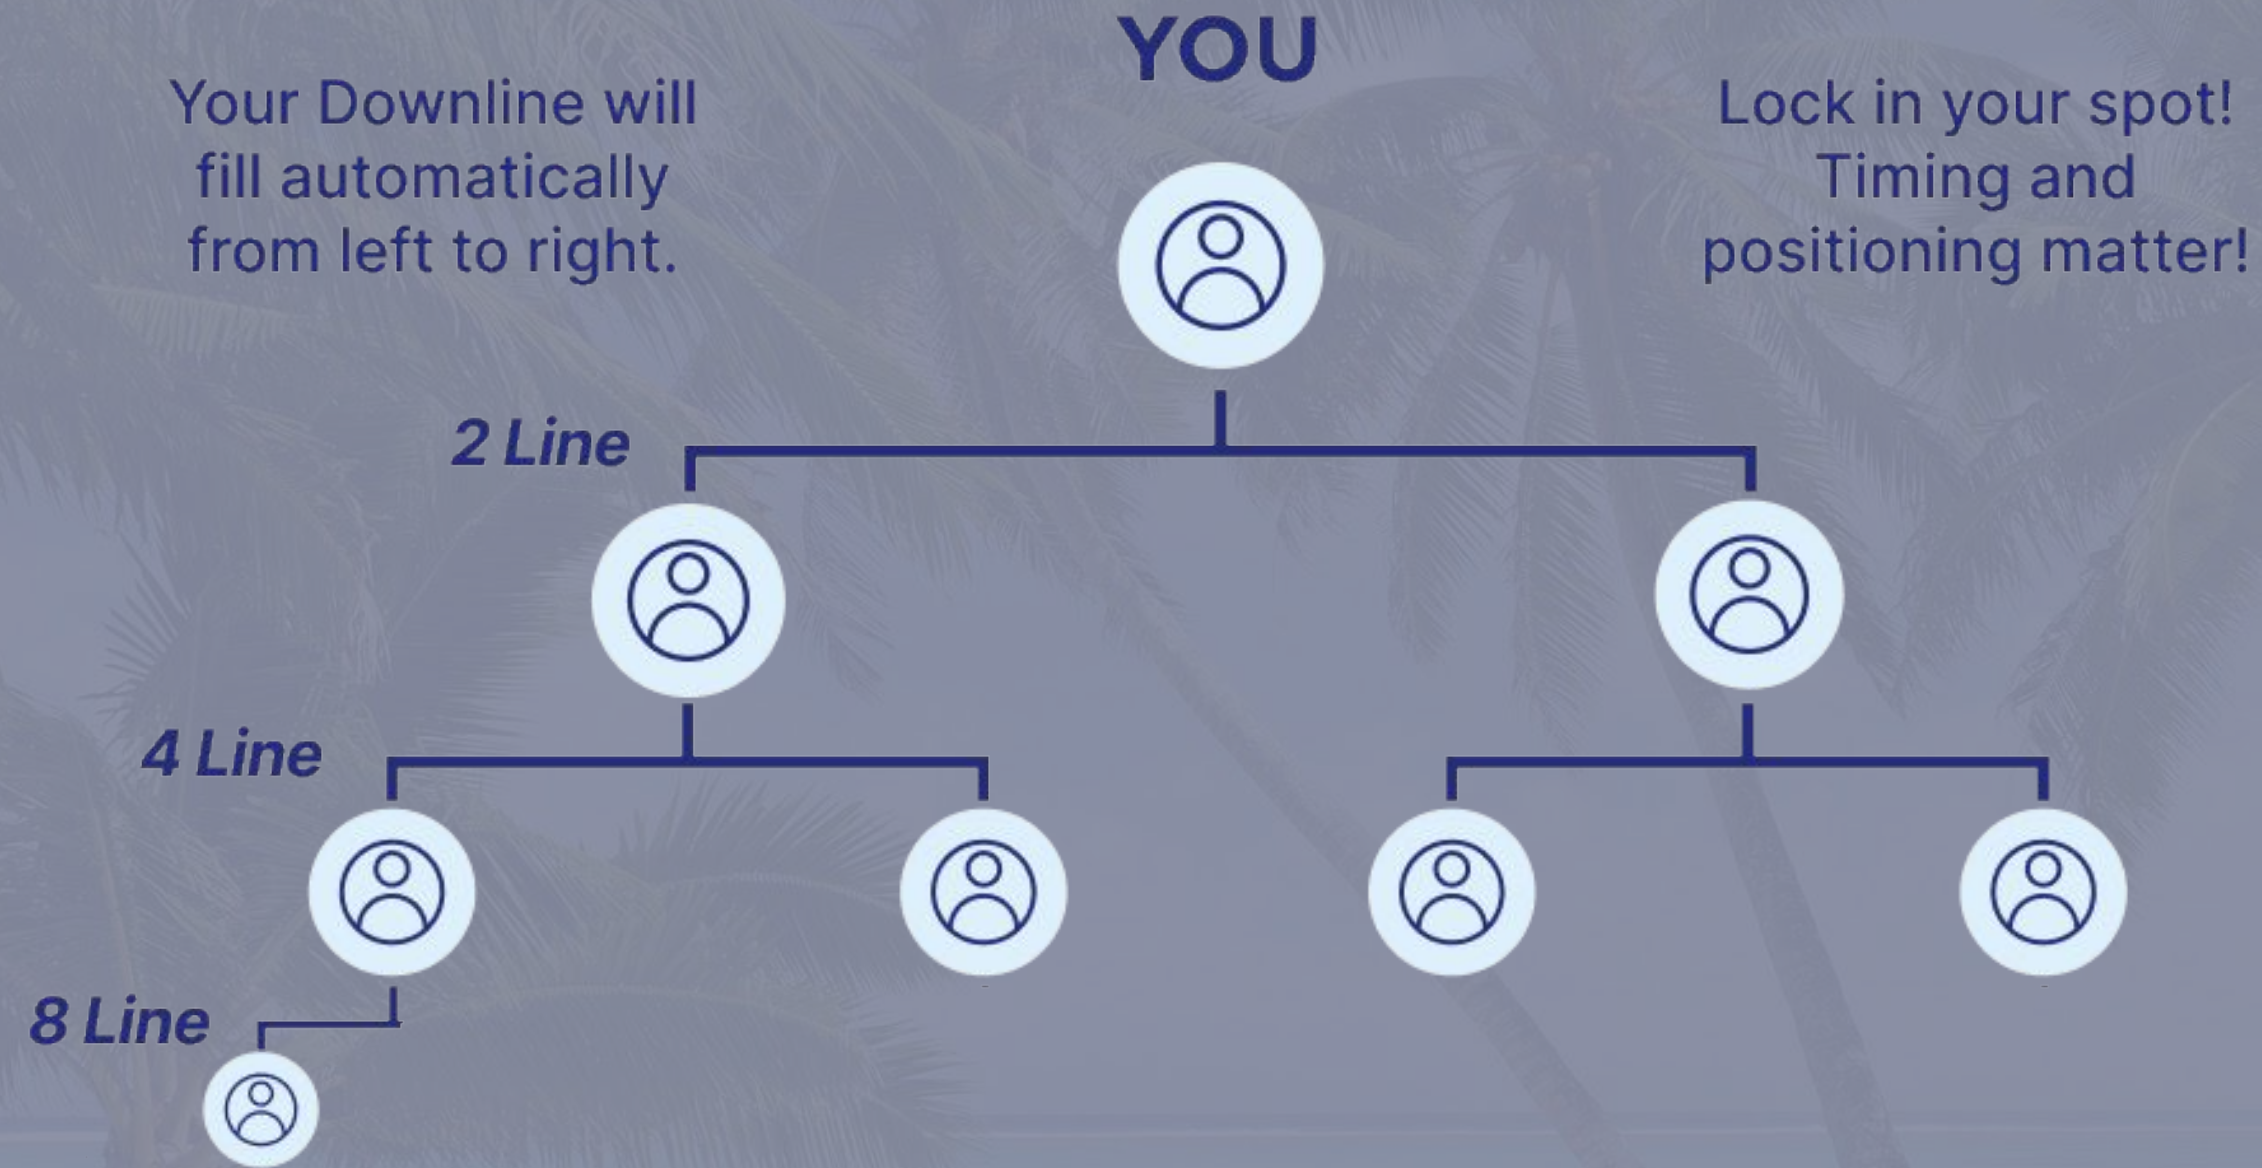 YOU
Your Downline will
fill automatically
from left to right.
Lock in your spot!
Timing and
positioning matter!
2 Line
4 Line
8 Line